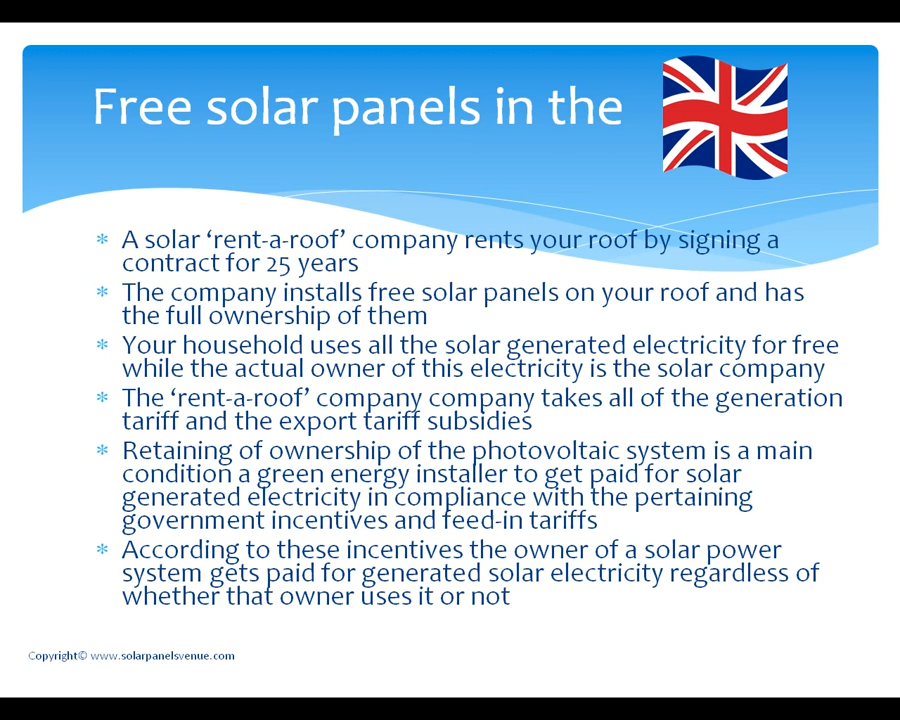 Free solar panels in the
* A solar ‘rent-a-roof’ company rents your roof by signing a
contract for 25 years
* The company installs free solar panels on your roof and has
the full ownership of them
* Your household uses all the solar generated electricity for free
while the actual owner of this electricity is the solar company
* The ‘rent-a-roof’ company company takes all of the generation
tariff and the export tariff subsidies
* Retaining of ownership of the photovoltaic system is a main
condition a green energy installer to get paid for solar
generated electricity in compliance with the pertaining
government incentives and feed-in tariffs
* According to these incentives the owner of a solar power
system gets paid for generated solar electricity regardless of
whether that owner uses it or not
Copyright© www.solarpanelsvenue.com